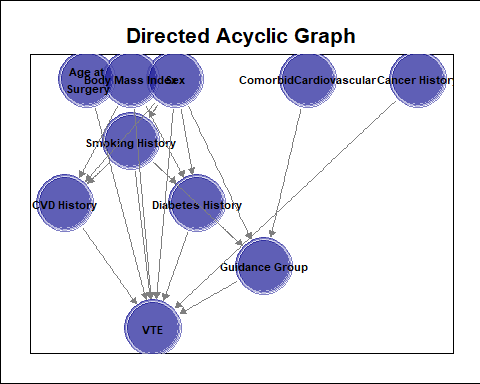 Directed Acyclic Graph
Age at
Surgery
Body Mass Index
Sex
ComorbidCardiovascular
Cancer History
Smoking History
CVD History
Diabetes History
Guidance Group
VTE